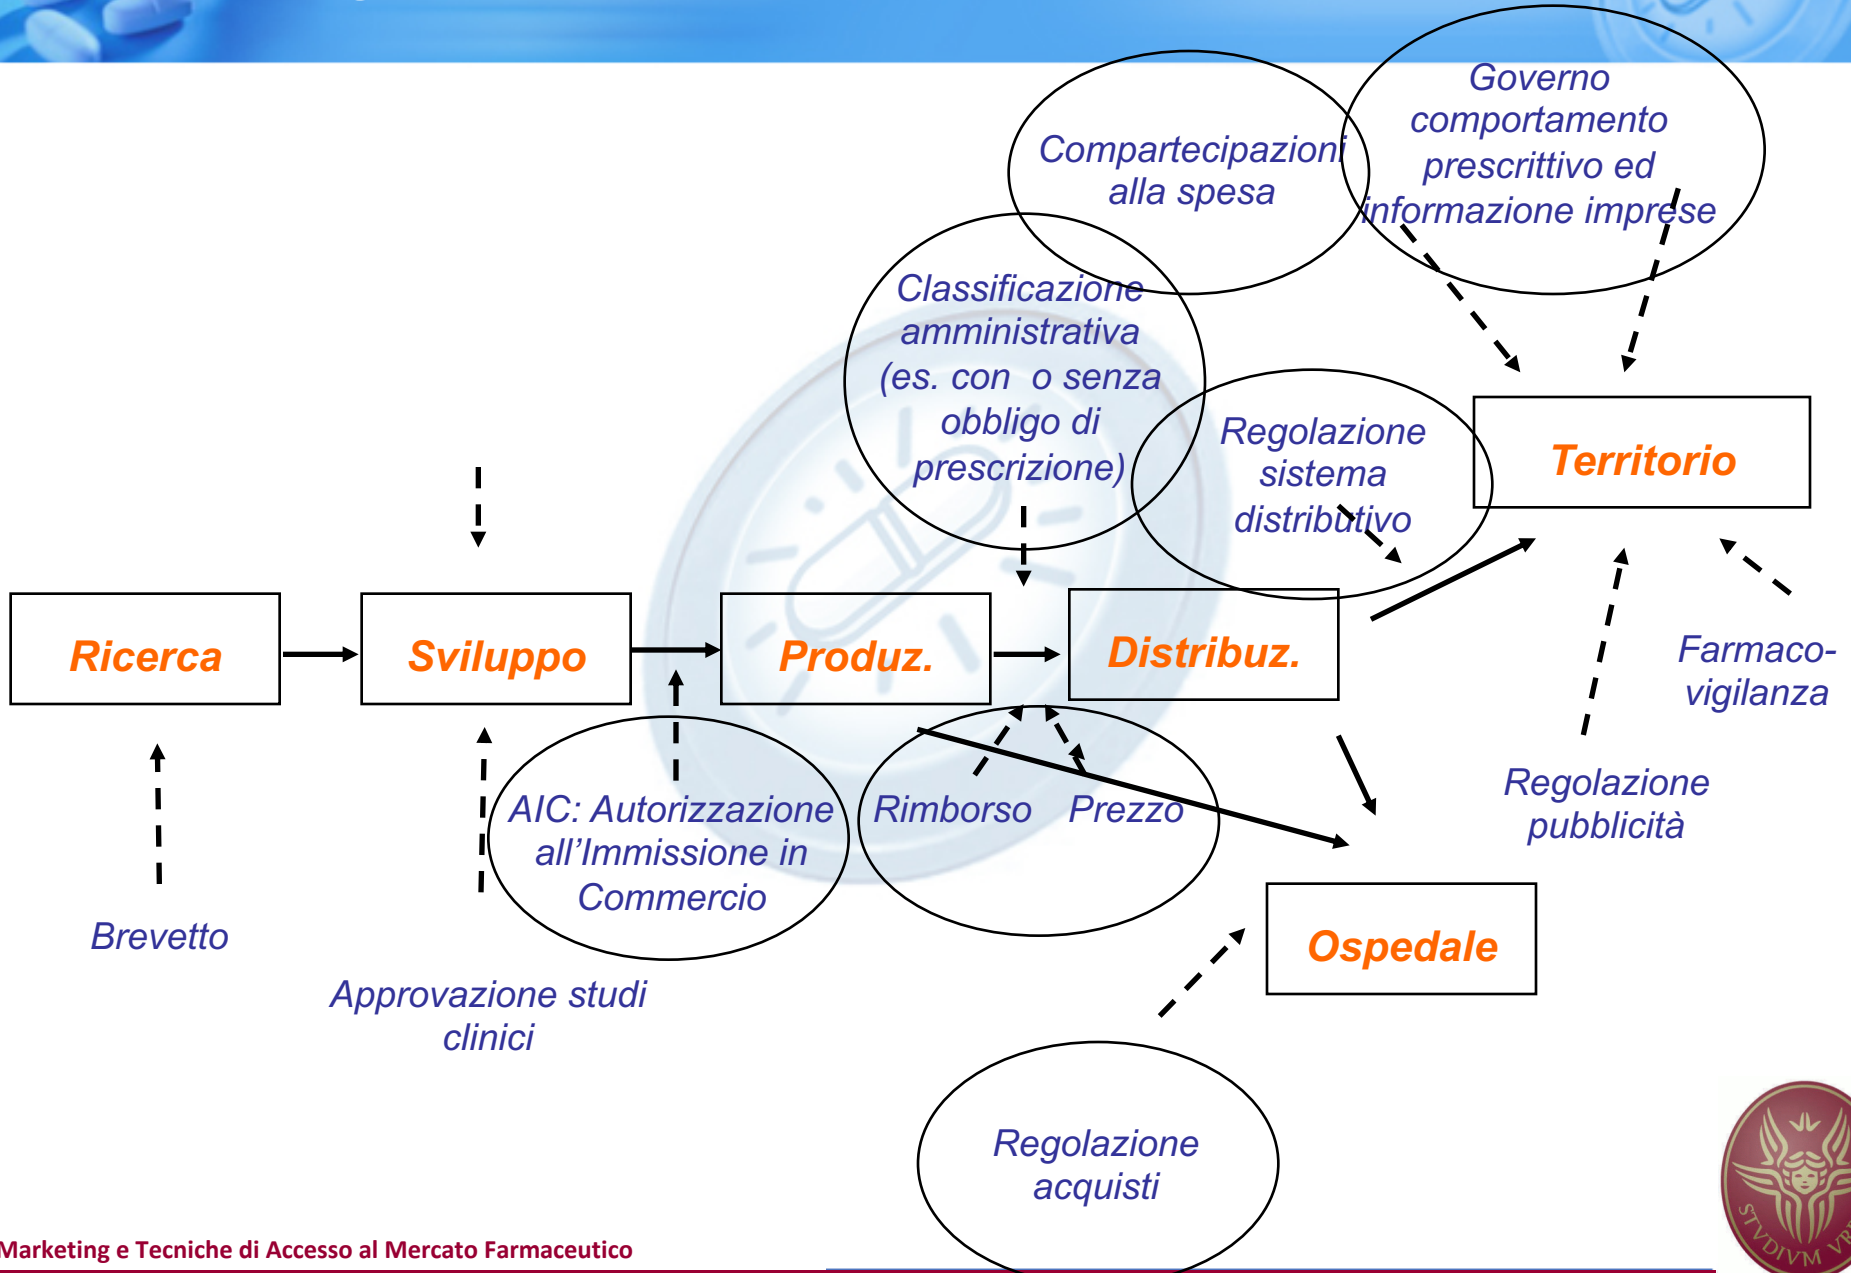 Governo
comportamento
prescrittivo ed
informazione imprese
Compartecipazioni
alla spesa
Classificazione
amministrativa
(es. con o senza
obbligo di
prescrizione)
Regolazione
sistema
distributivo
Territorio
Ricerca
Sviluppo
Produz.
Distribuz.
Farmaco-
vigilanza
AIC: Autorizzazione
all'Immissione in
Commercio
Rimborso Prezzo
Regolazione
pubblicità
Brevetto
Ospedale
Approvazione studi
clinici
Regolazione
acquisti
Marketing e Tecniche di Accesso al Mercato Farmaceutico
STVDIVM